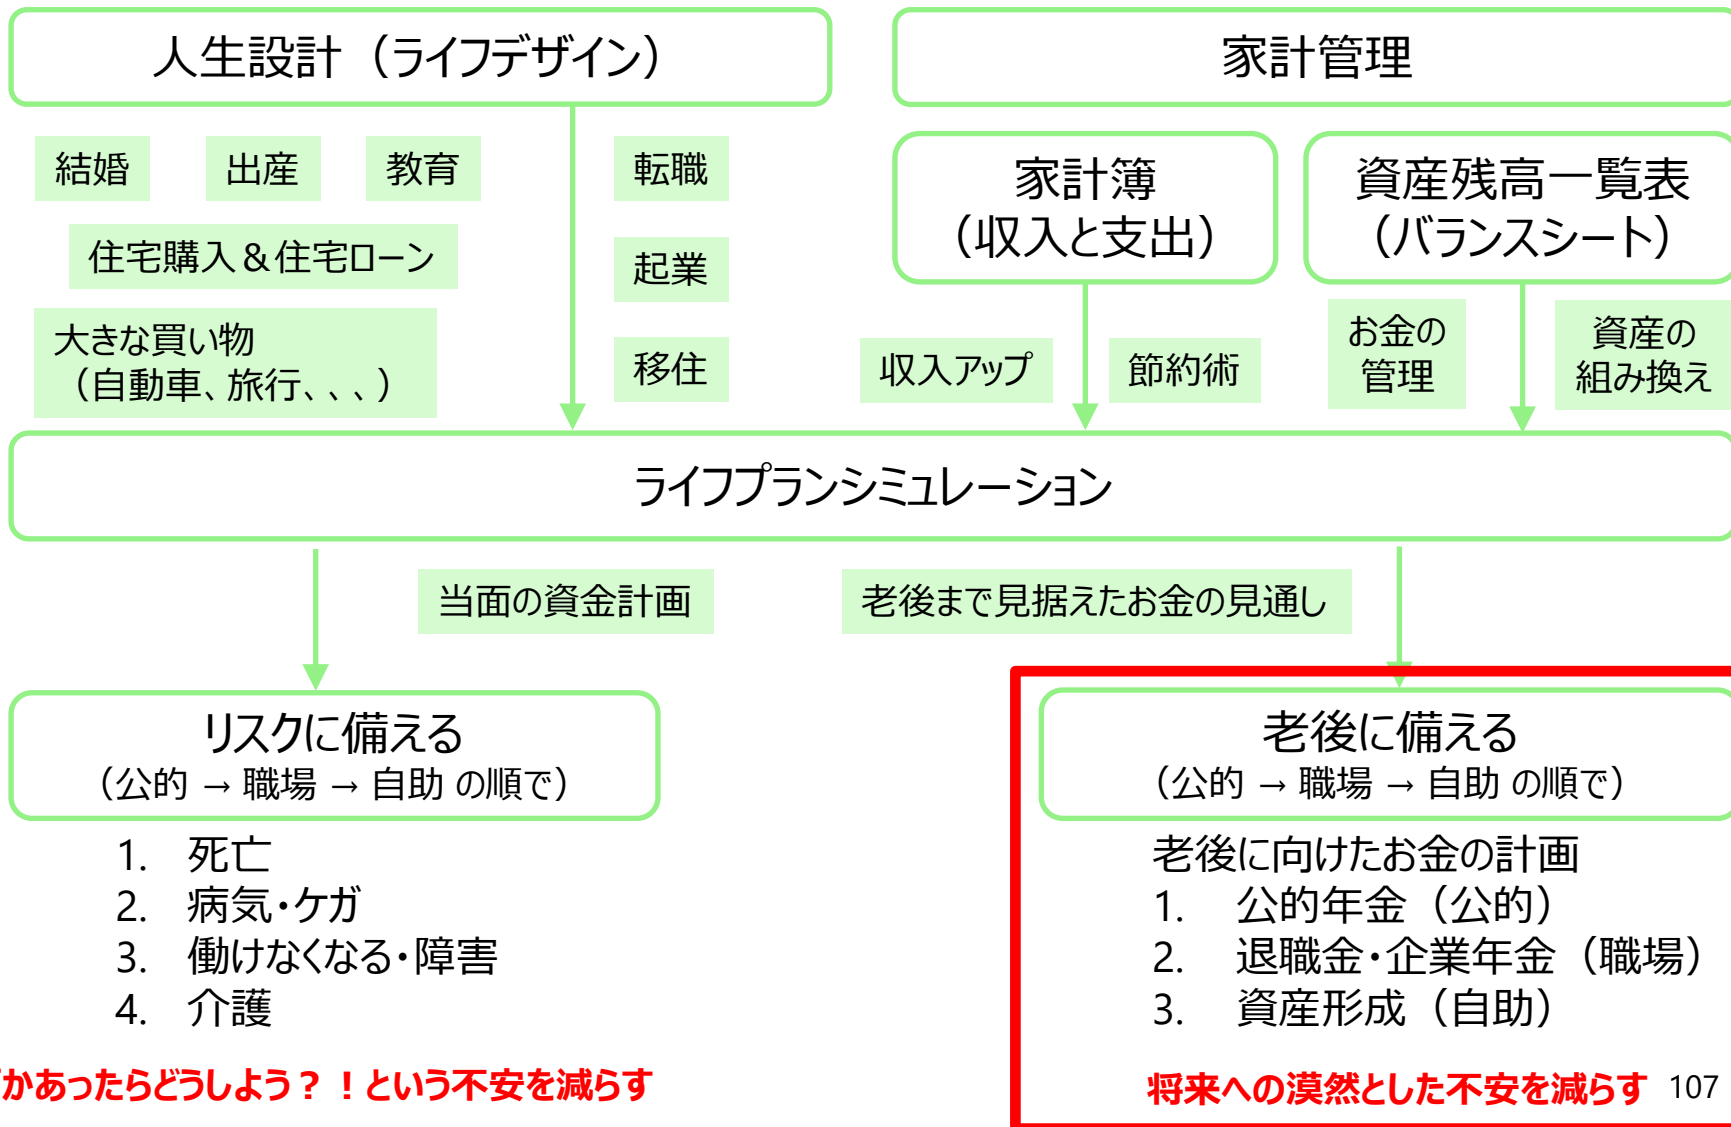 人生設計（ライフデザイン）
家計管理
結婚
出産
教育
転職
住宅購入＆住宅ローン
起業
大きな買い物
（自動車、旅行、、、）
移住
家計簿
（収入と支出）
資産残高一覧表
（バランスシート）
収入アップ
節約術
お金の
管理
資産の
組み換え
ライフプランシミュレーション
当面の資金計画
老後まで見据えたお金の見通し
リスクに備える
（公的 → 職場 → 自助 の順で）
1. 死亡
2. 病気・ケガ
3. 働けなくなる・障害
4. 介護
かあったらどうしよう？！という不安を減らす
老後に備える
（公的 → 職場 → 自助 の順で）
老後に向けたお金の計画
1. 公的年金（公的）
2. 退職金・企業年金（職場）
3. 資産形成（自助）
将来への漠然とした不安を減らす
107